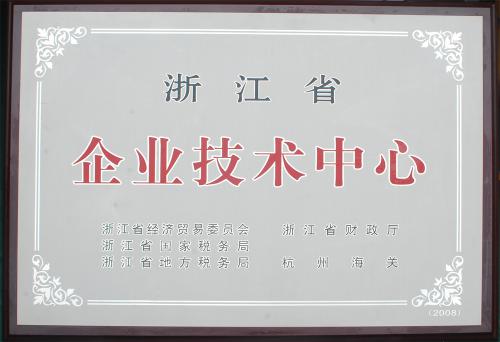 浙江省
企业技术中心
浙江省经济贸易委员会 浙江省财政厅
浙江省国家税务局
浙江省地方税务局 杭州海关
(2008)